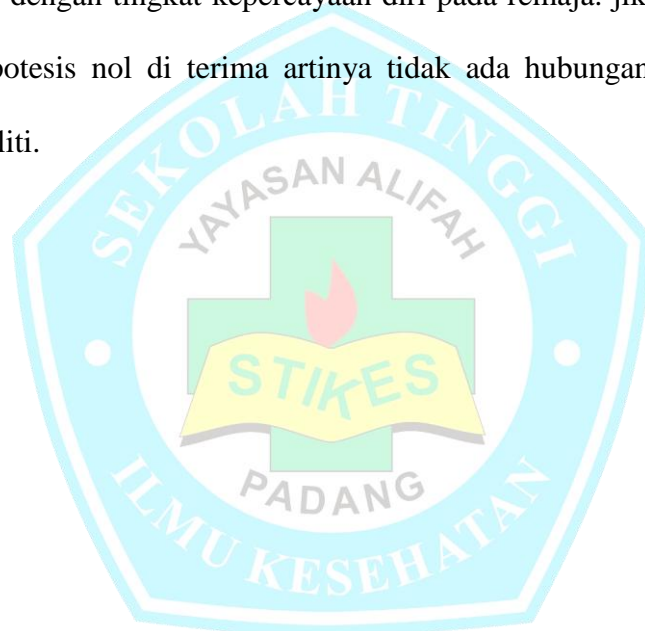 dengan tingkat kepercayaan diri pada remaja. jik
potesis nol di terima artinya tidak ada hubungan
liti.
SEKOLAH TINGGI
YAYASAN ALIFAH
STIKES
PADANG
ILMU KESEHATAN